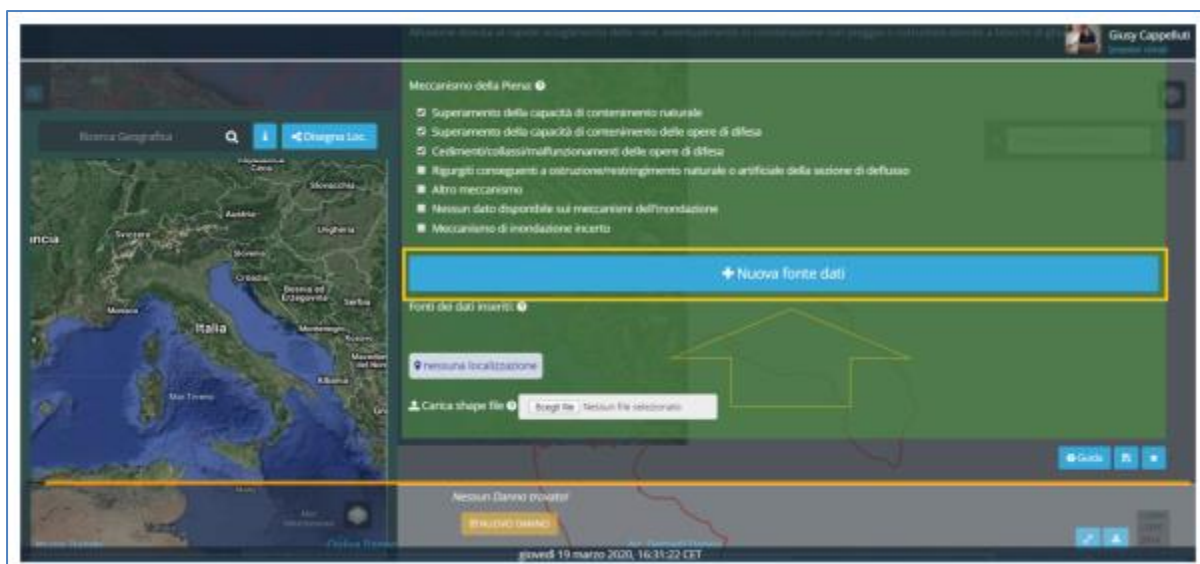 Giusy Cappelluti
Meccanismo della Piena:
Superamento della capacità di contenimento naturale
Superamento della capacità di contenimento delle opere di difesa
Cedimenti/collassi/malfunzionamenti delle opere di difesa
Rigurgiti conseguenti a ostruzione/restringimento naturale o artificiale della sezione di deflusso
Altro meccanismo
Nessun dato disponibile sui meccanismi dell'inondazione
Meccanismo di inondazione incerto
Ricerca Geografica
Disegna Loc.
Slovacchia
Austria
Ungheria
Svizzera
Slovenia
Croazia
Bosnia ed
Erzegovina
Serbia
Monaco
Italia
Montenegro
Albania
Mar Tirreno
Nuova fonte dati
Fonti dei dati inseriti:
nessuna localizzazione
Carica shape file
Scegli file
Nessun file selezionato
Guida
Nessun Danno trovato!
NUOVO DANNO
giovedì 19 marzo 2020, 16:31:22 CET